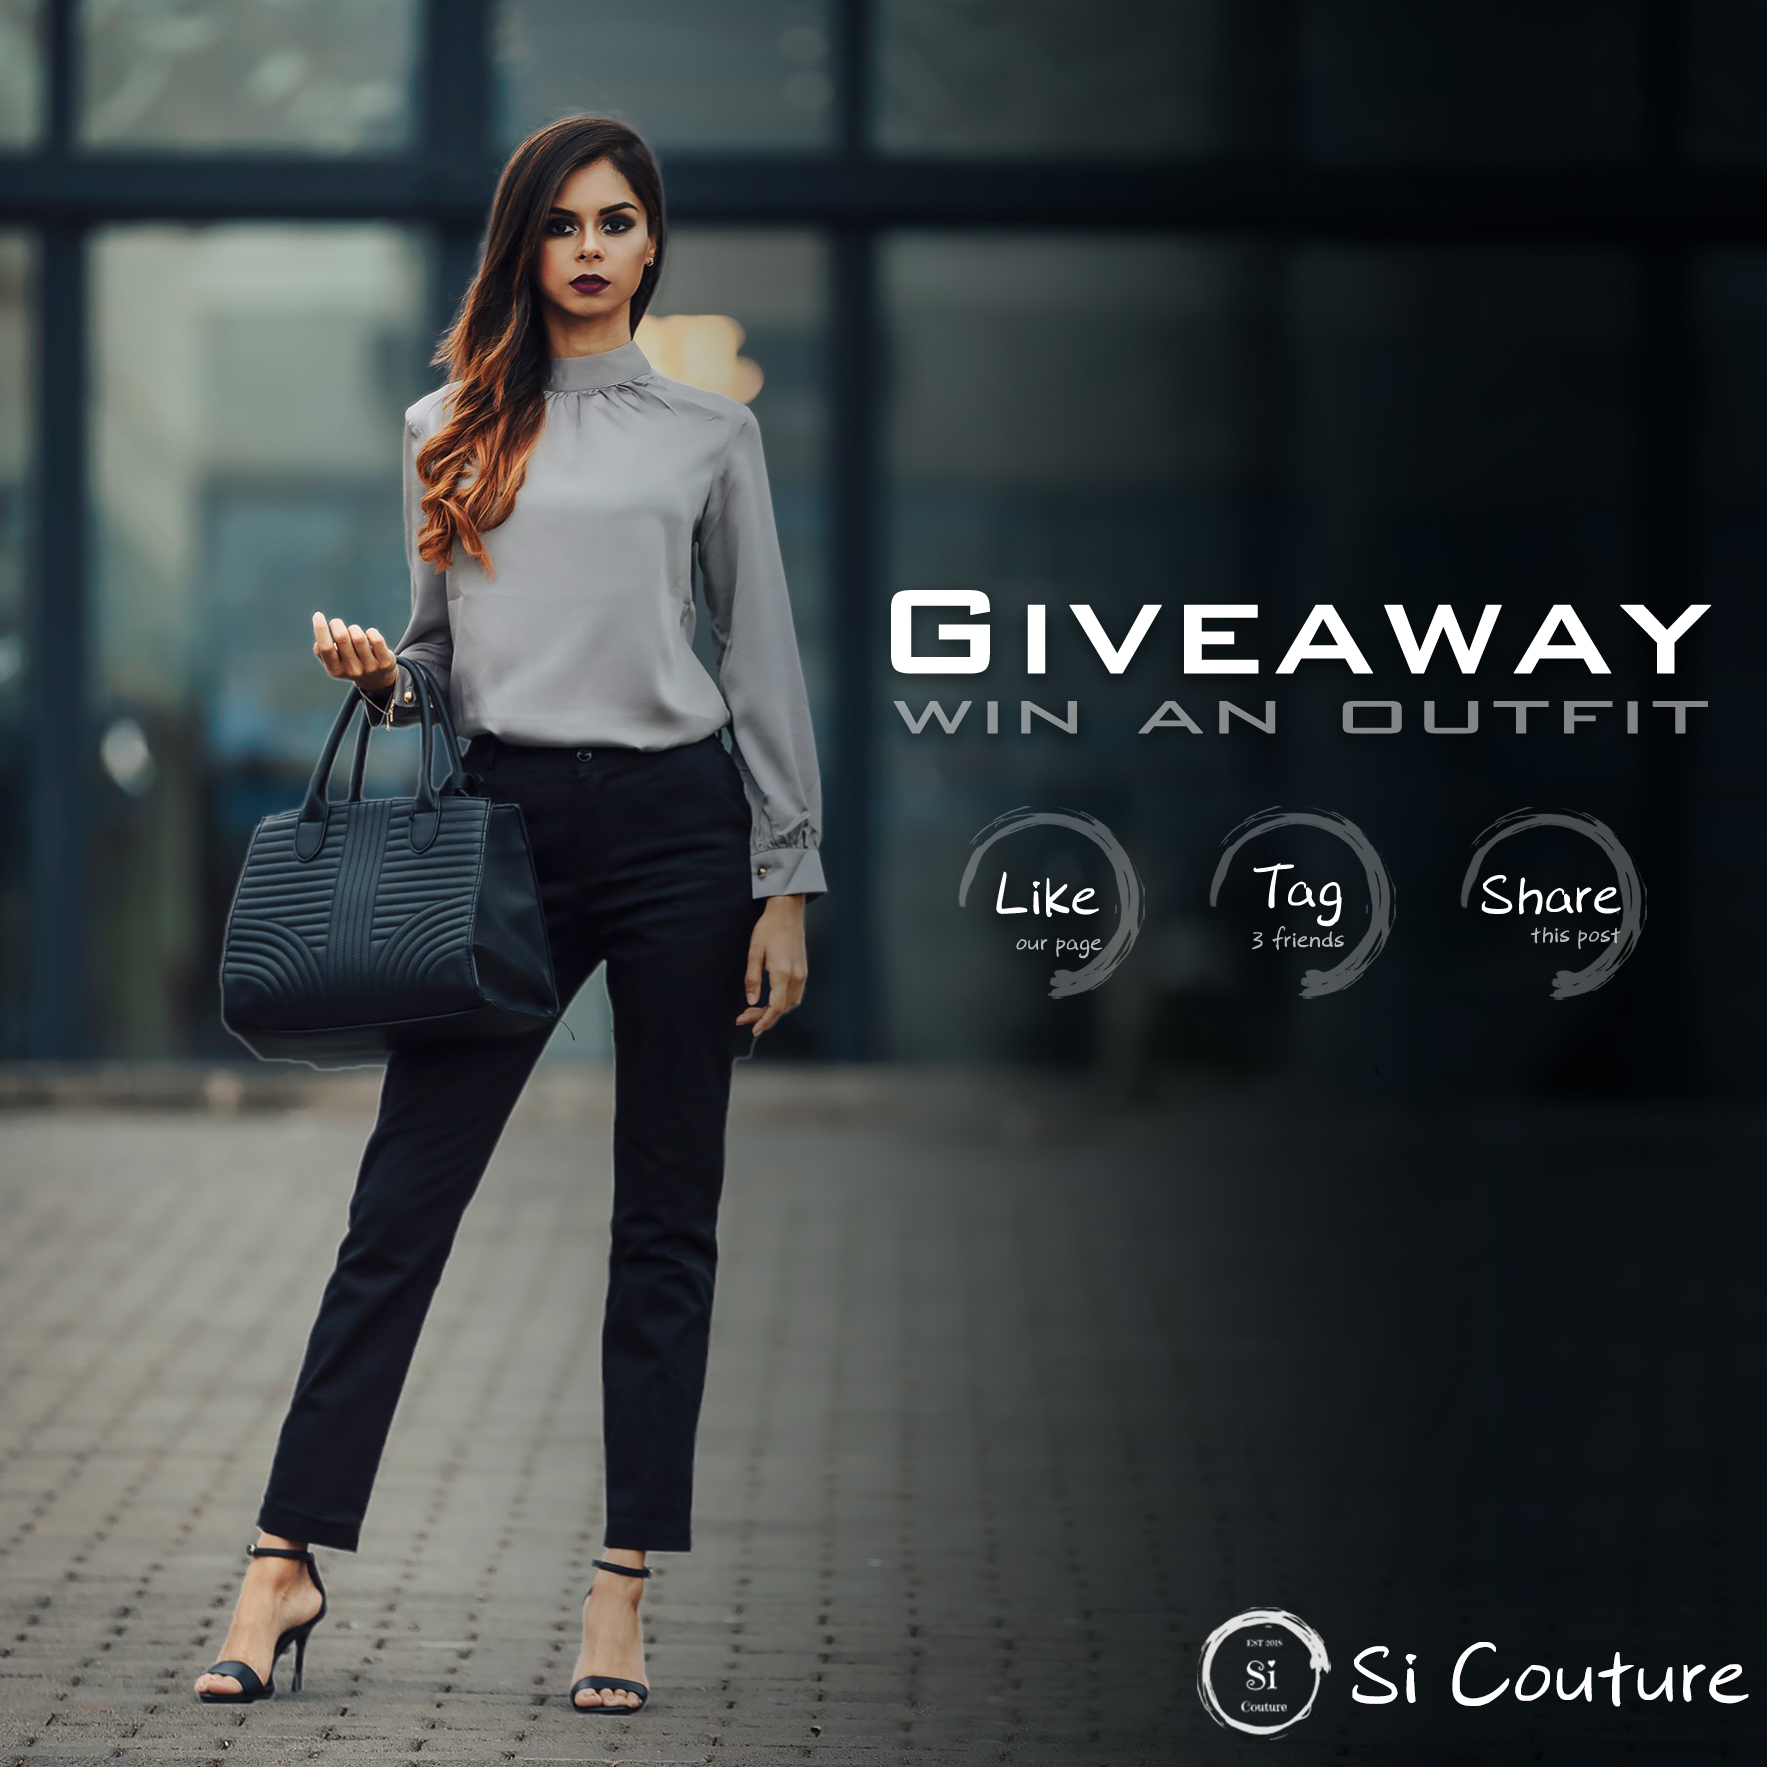 Giveaway
WIN AN OUTFIT
Like
our page
Tag
3 friends
Share
this post
EST 2018
Si
Couture
Si Couture